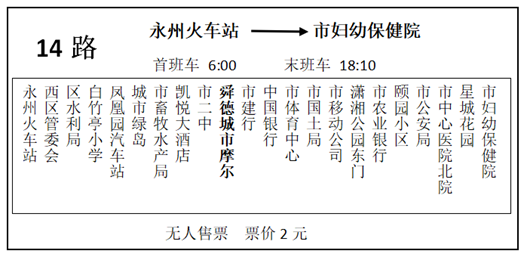 14 路
永州火车站 → 市妇幼保健院
首班车 6:00 末班车 18:10
永州火车站
西区管委会
区水利局
白竹亭小学
凤凰园汽车站
城市绿岛
市畜牧水产局
凯悦大酒店
市二中
舜德城市摩尔
市建行
中国银行
市体育中心
市国土局
市移动公司
潇湘公园东门
市农业银行
颐园小区
市公安局
市中心医院北院
星城花园
市妇幼保健院
无人售票 票价 2 元